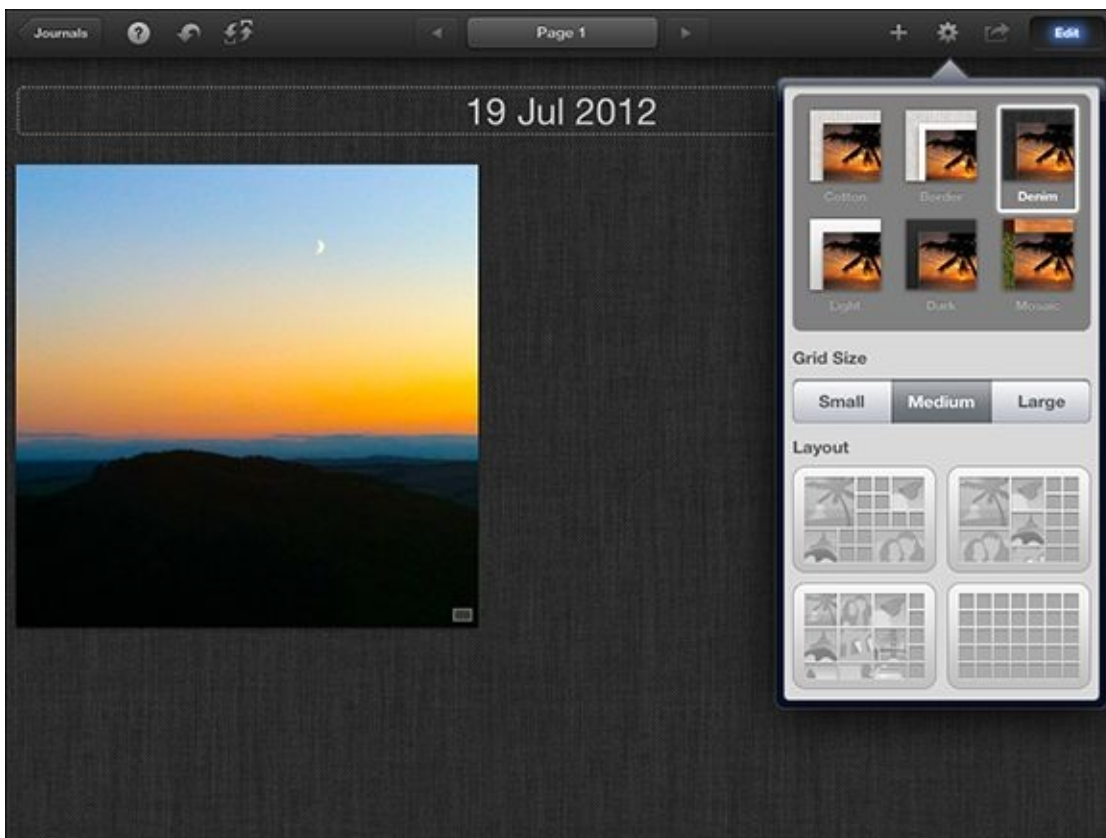 Journals ? Page 1 Edit
19 Jul 2012
Cotton Border Denim
Light Dark Mosaic
Grid Size
Small Medium Large
Layout